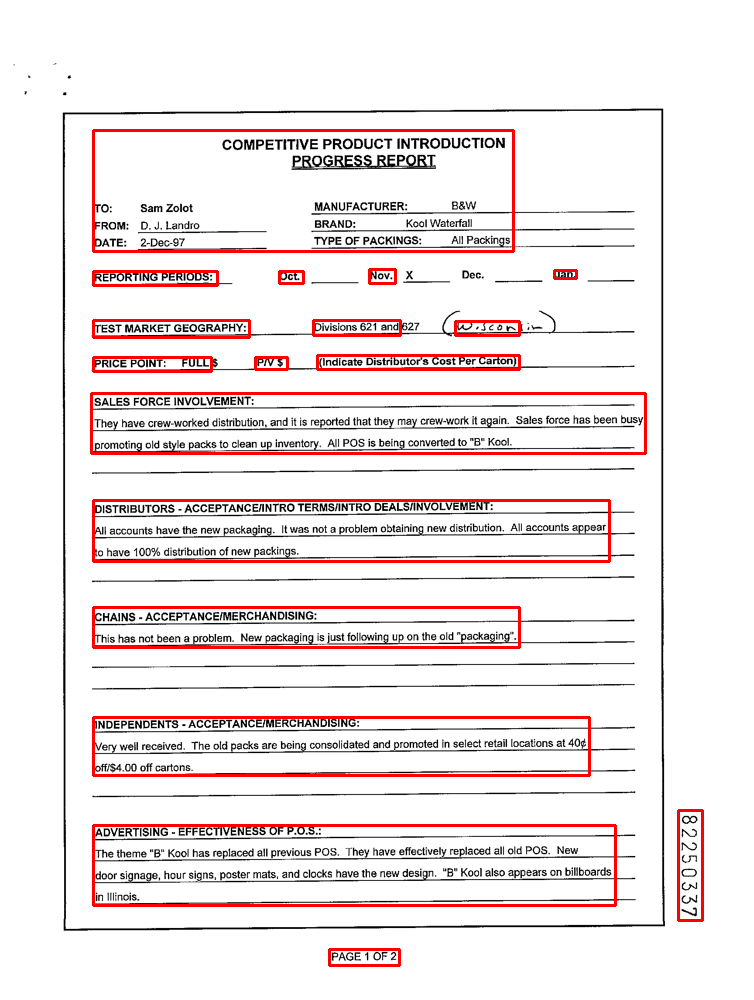 COMPETITIVE PRODUCT INTRODUCTION
PROGRESS REPORT
TO: Sam Zolot MANUFACTURER: B&W
FROM: D. J. Landro BRAND: Kool Waterfall
DATE: 2-Dec-97 TYPE OF PACKINGS: All Packings
REPORTING PERIODS: Oct. Nov. X Dec. Jan.
TEST MARKET GEOGRAPHY: Divisions 621 and 627 (Wisconsin)
PRICE POINT: FULL $ P/V $ (Indicate Distributor's Cost Per Carton)
SALES FORCE INVOLVEMENT:
They have crew-worked distribution, and it is reported that they may crew-work it again. Sales force has been busy
promoting old style packs to clean up inventory. All POS is being converted to "B" Kool.
DISTRIBUTORS - ACCEPTANCE/INTRO TERMS/INTRO DEALS/INVOLVEMENT:
All accounts have the new packaging. It was not a problem obtaining new distribution. All accounts appear
to have 100% distribution of new packings.
CHAINS - ACCEPTANCE/MERCHANDISING:
This has not been a problem. New packaging is just following up on the old "packaging".
INDEPENDENTS - ACCEPTANCE/MERCHANDISING:
Very well received. The old packs are being consolidated and promoted in select retail locations at 40¢
off/$4.00 off cartons.
ADVERTISING - EFFECTIVENESS OF P.O.S.:
The theme "B" Kool has replaced all previous POS. They have effectively replaced all old POS. New
door signage, hour signs, poster mats, and clocks have the new design. "B" Kool also appears on billboards
in Illinois.
82250337
PAGE 1 OF 2